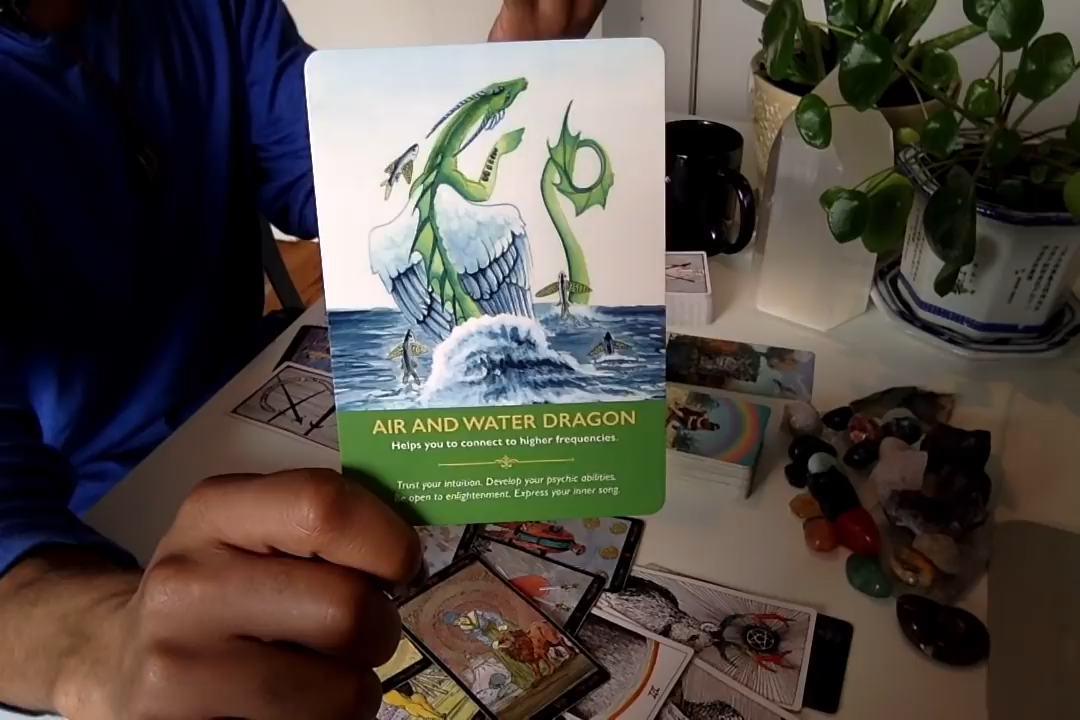 AIR AND WATER DRAGON
Helps you to connect to higher frequencies.
Trust your intuition. Develop your psychic abilities.
be open to enlightenment. Express your inner song.